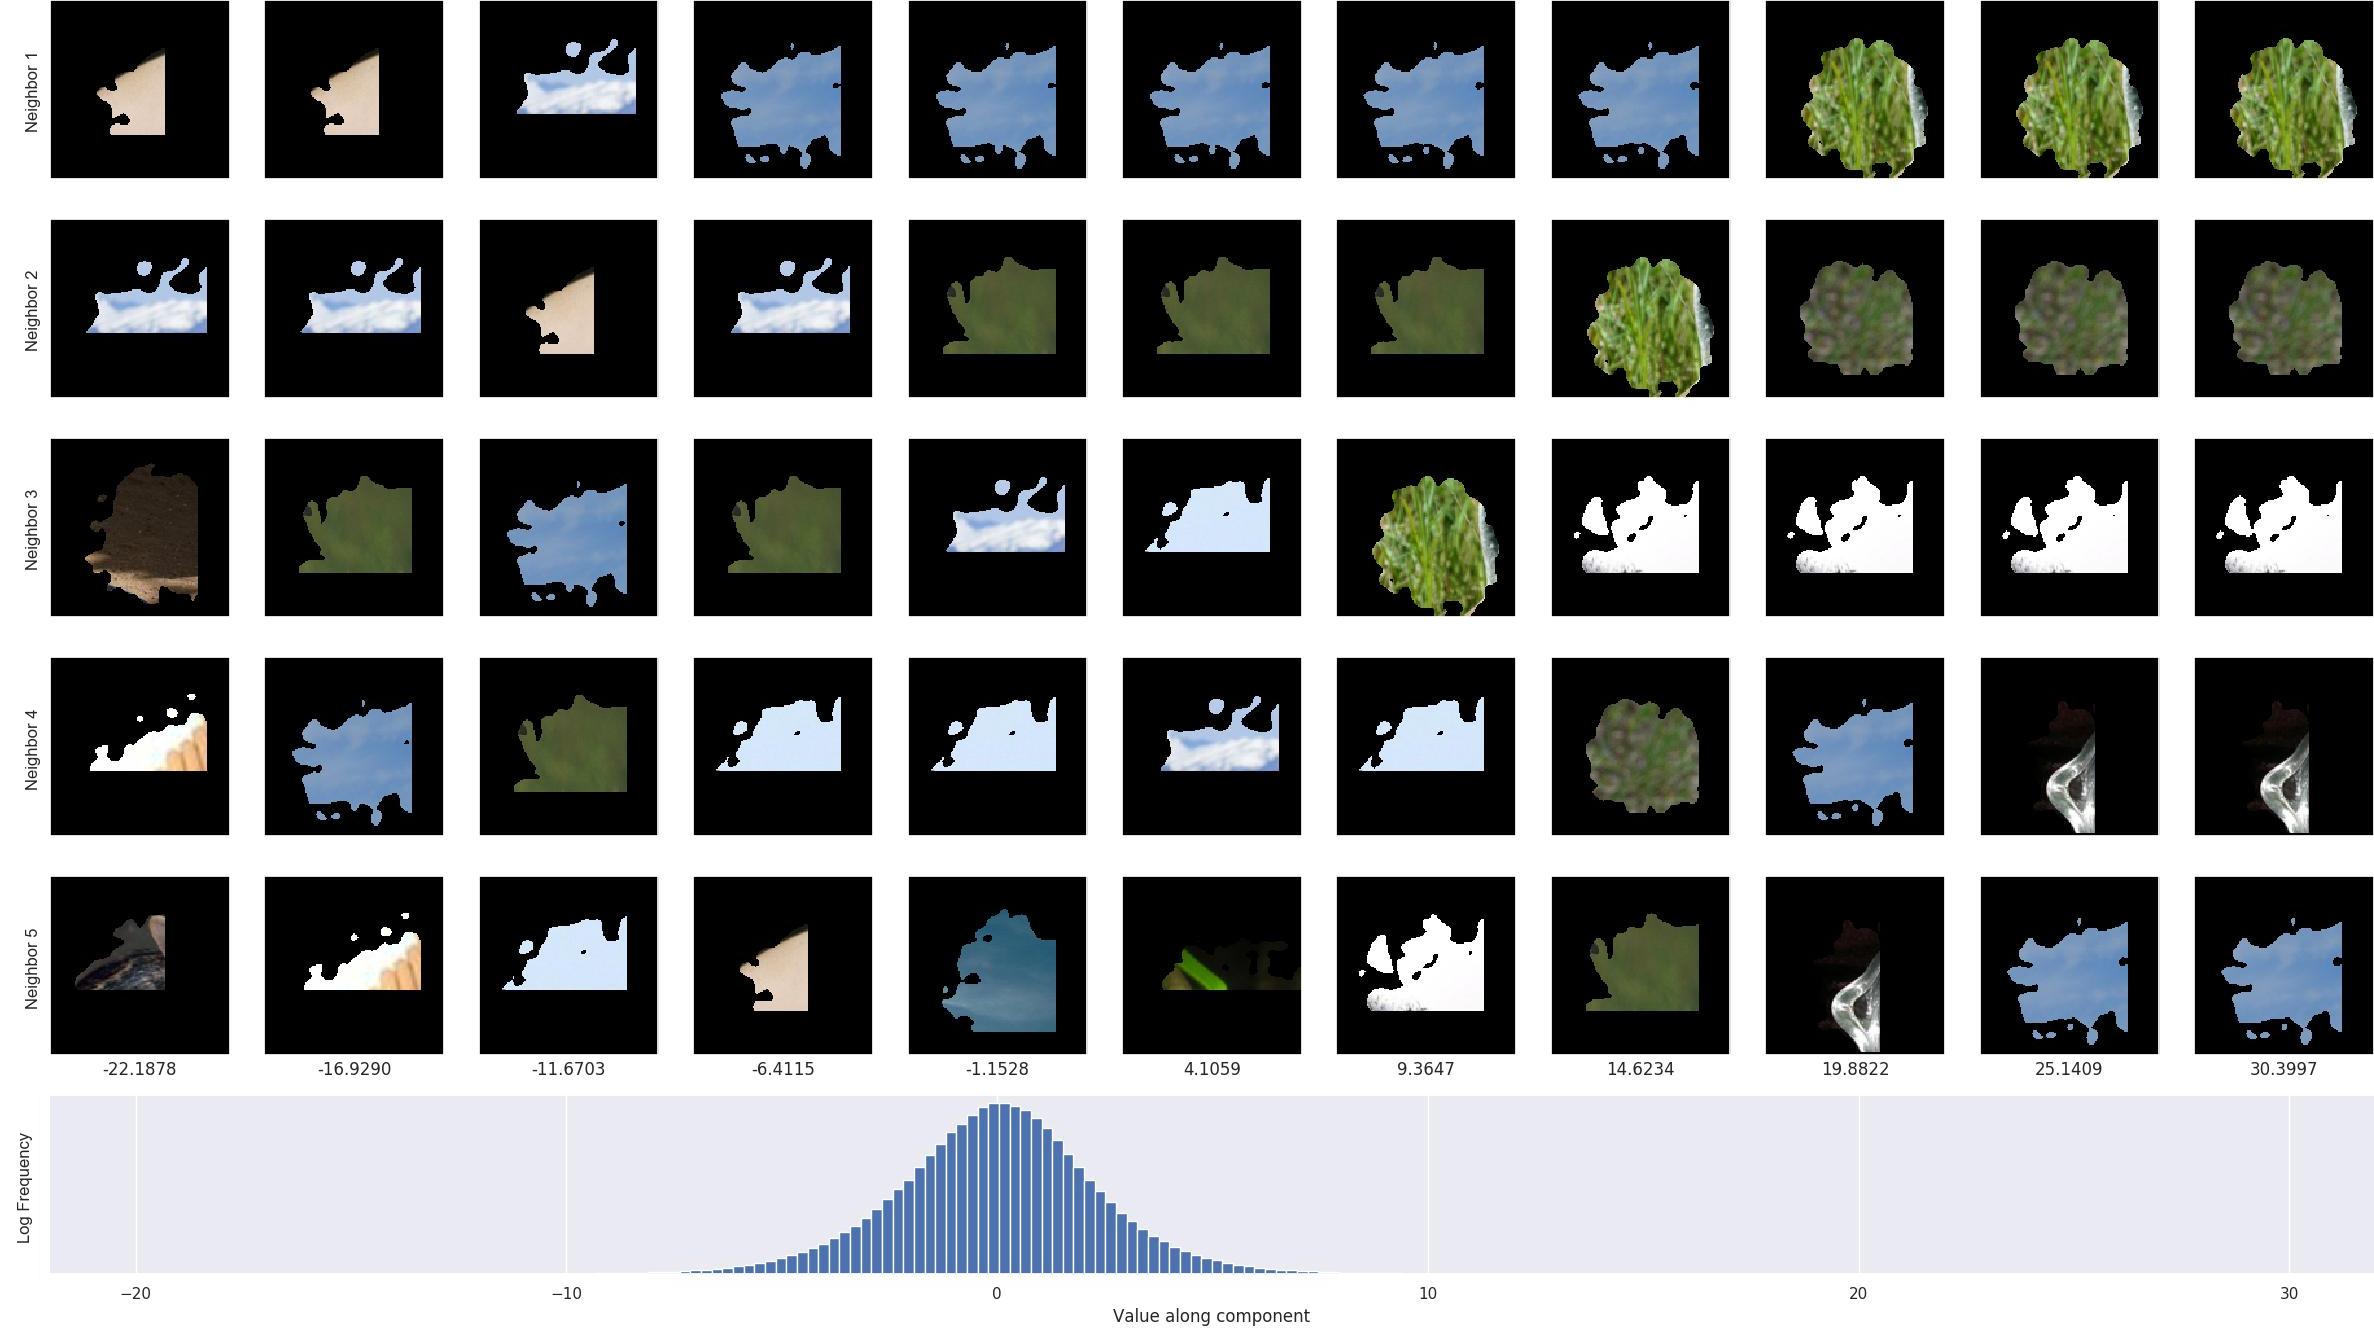 Neighbor 1
Neighbor 2
Neighbor 3
Neighbor 4
Neighbor 5
-22.1878 -16.9290 -11.6703 -6.4115 -1.1528 4.1059 9.3647 14.6234 19.8822 25.1409 30.3997
Log Frequency
−20 −10 0 10 20 30
Value along component